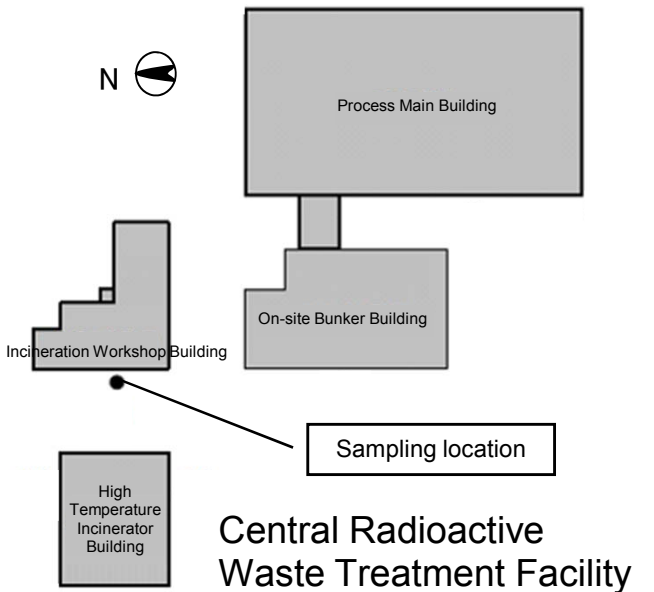 N
Process Main Building
On-site Bunker Building
Incineration Workshop Building
Sampling location
High
Temperature
Incinerator
Building
Central Radioactive
Waste Treatment Facility